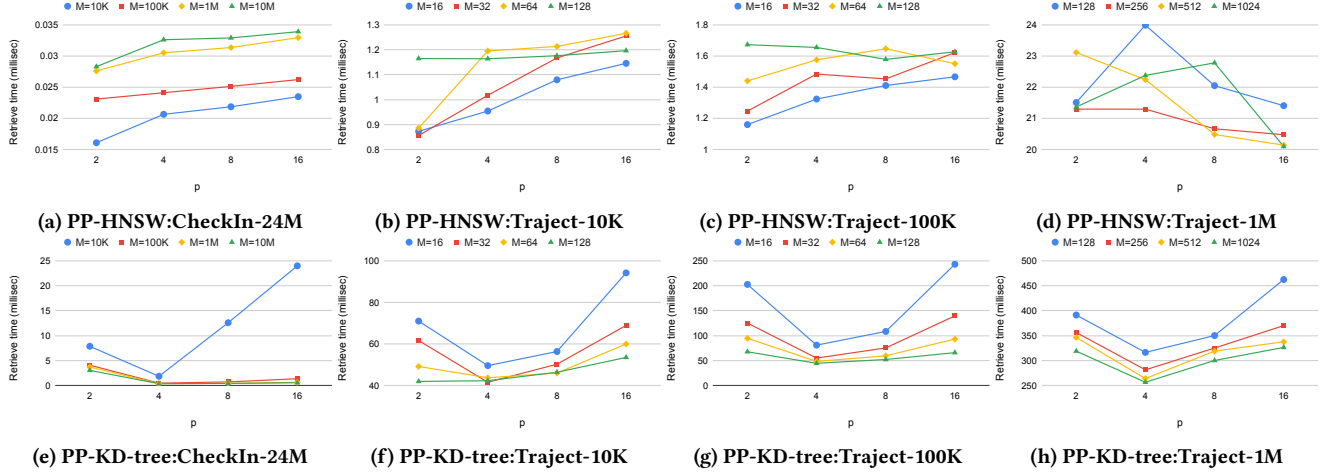 M=10K M=100K M=1M M=10M
Retrieve time (millisec)
0.035
0.03
0.025
0.02
0.015
2 4 8 16
p
(a) PP-HNSW:CheckIn-24M
M=16 M=32 M=64 M=128
Retrieve time (millisec)
1.3
1.2
1.1
1
0.9
0.8
2 4 8 16
p
(b) PP-HNSW:Traject-10K
M=16 M=32 M=64 M=128
Retrieve time (millisec)
1.8
1.6
1.4
1.2
1
2 4 8 16
p
(c) PP-HNSW:Traject-100K
M=128 M=256 M=512 M=1024
Retrieve time (millisec)
24
23
22
21
20
2 4 8 16
p
(d) PP-HNSW:Traject-1M
M=10K M=100K M=1M M=10M
Retrieve time (millisec)
25
20
15
10
5
0
2 4 8 16
p
(e) PP-KD-tree:CheckIn-24M
M=16 M=32 M=64 M=128
Retrieve time (millisec)
100
80
60
40
2 4 8 16
p
(f) PP-KD-tree:Traject-10K
M=16 M=32 M=64 M=128
Retrieve time (millisec)
250
200
150
100
50
0
2 4 8 16
p
(g) PP-KD-tree:Traject-100K
M=128 M=256 M=512 M=1024
Retrieve time (millisec)
500
450
400
350
300
250
2 4 8 16
p
(h) PP-KD-tree:Traject-1M